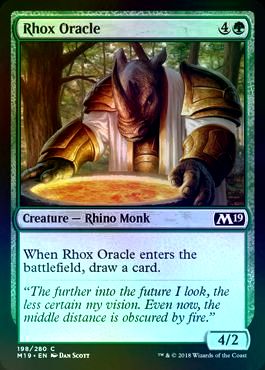 Rhox Oracle 4
Creature — Rhino Monk M19
When Rhox Oracle enters the
battlefield, draw a card.
“The further into the future I look, the
less certain my vision. Even now, the
middle distance is obscured by fire.”
4/2
198/280 C
M19 • EN DAN SCOTT ™ & © 2018 Wizards of the Coast